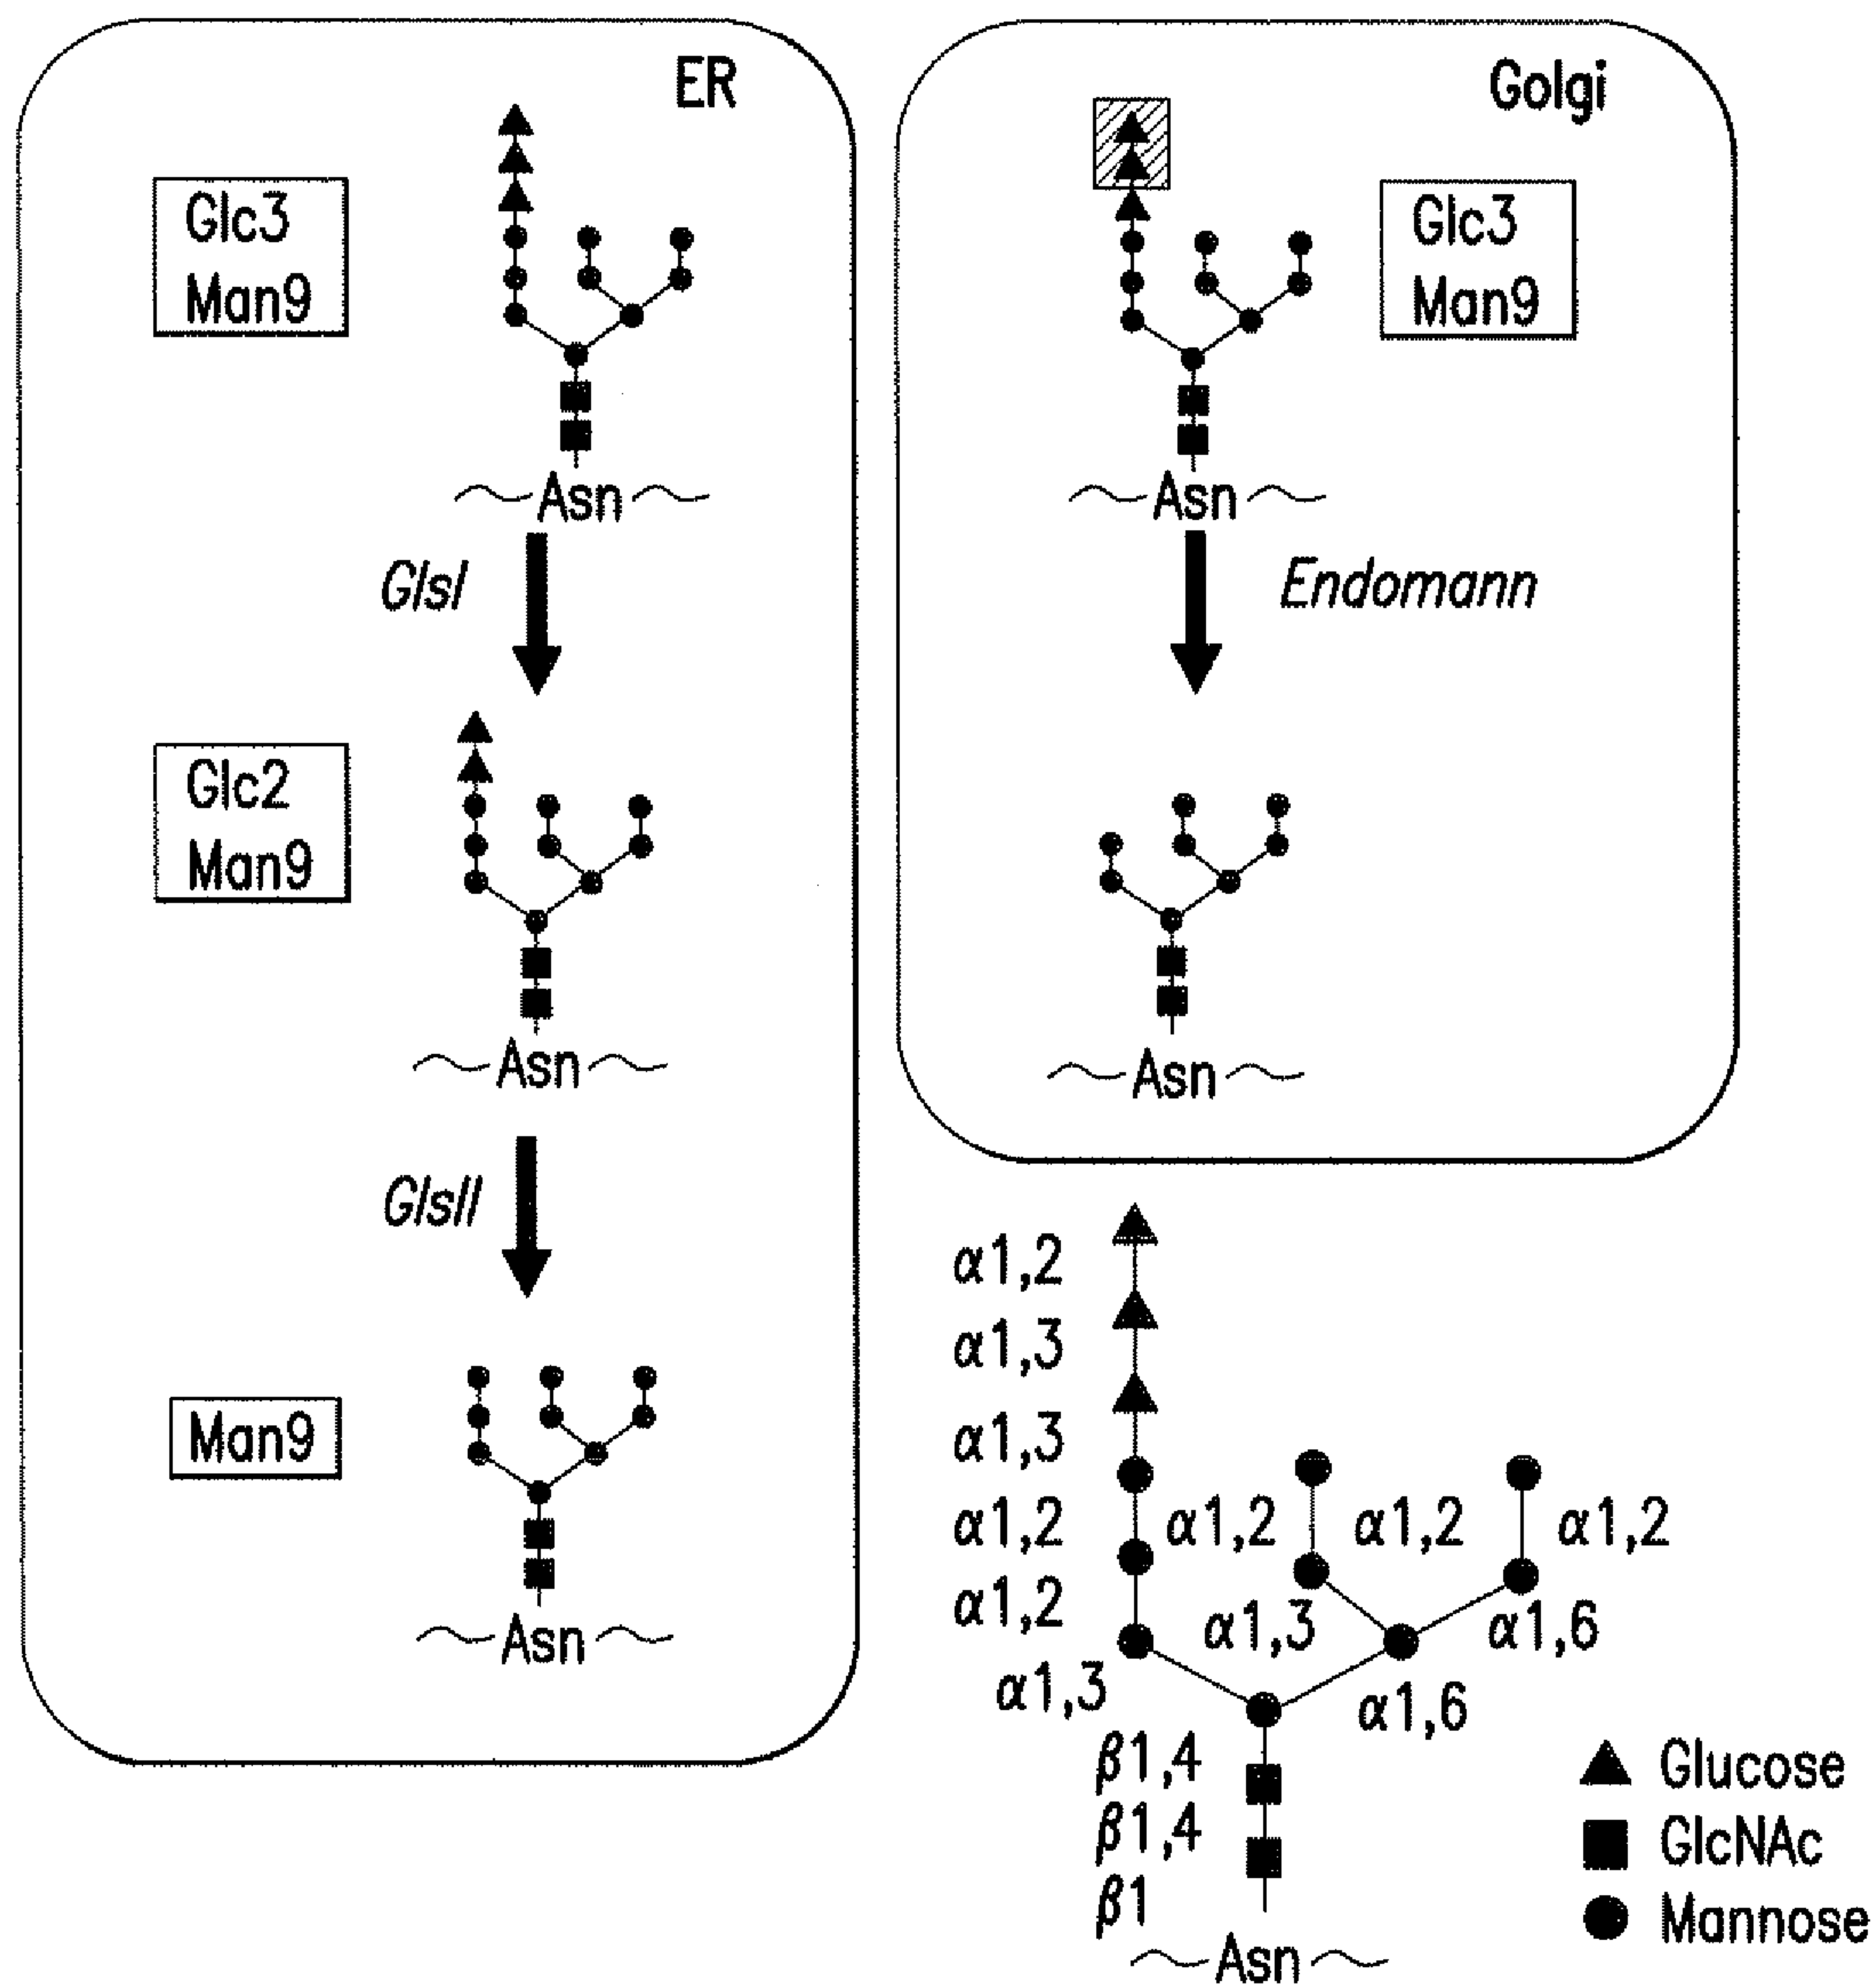 ER
Glc3
Man9
Asn
GlsI
Glc2
Man9
Asn
GlsII
Man9
Asn
Golgi
Glc3
Man9
Asn
Endomann
Asn
α1,2
α1,3
α1,3
α1,2 α1,2 α1,2 α1,2
α1,2 α1,3 α1,6
α1,3 α1,6
β1,4
β1,4
β1
Asn
Glucose
GlcNAc
Mannose